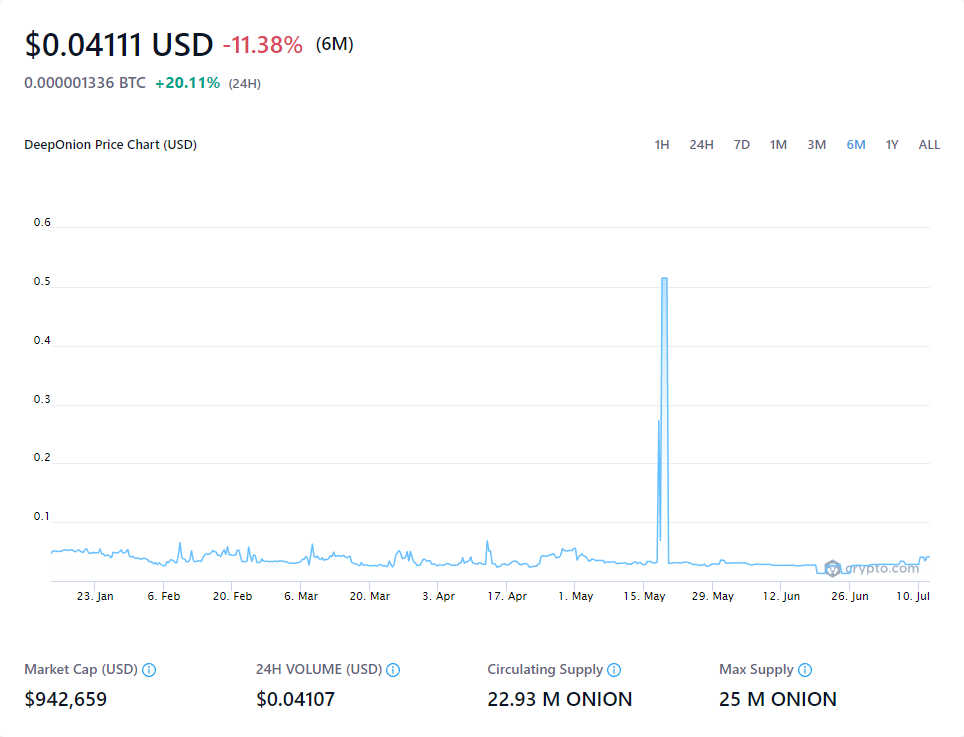 $0.04111 USD -11.38% (6M)
0.000001336 BTC +20.11% (24H)
DeepOnion Price Chart (USD) 1H 24H 7D 1M 3M 6M 1Y ALL
0.6
0.5
0.4
0.3
0.2
0.1
grypto.com
23. Jan 6. Feb 20. Feb 6. Mar 20. Mar 3. Apr 17. Apr 1. May 15. May 29. May 12. Jun 26. Jun 10. Jul
Market Cap (USD) 24H VOLUME (USD) Circulating Supply Max Supply
$942,659 $0.04107 22.93 M ONION 25 M ONION